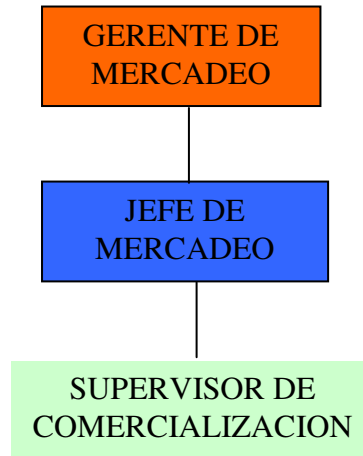 GERENTE DE
MERCADEO
JEFE DE
MERCADEO
SUPERVISOR DE
COMERCIALIZACION